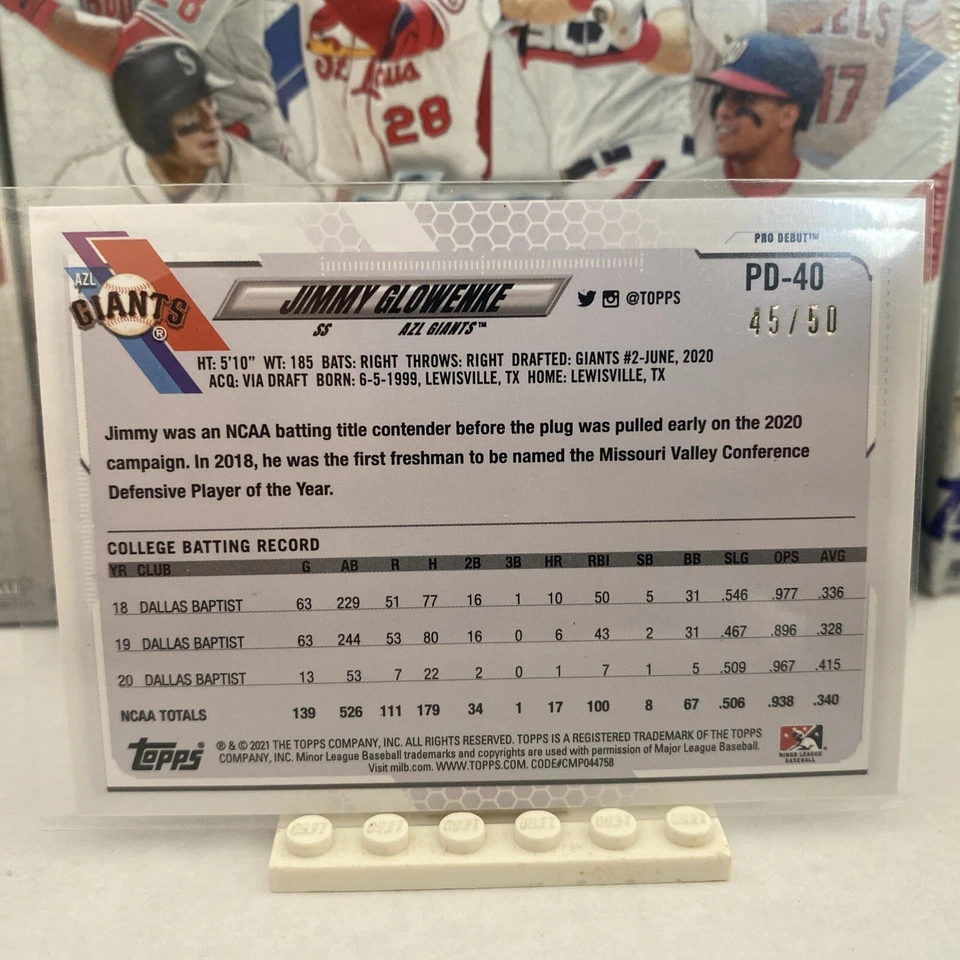 S
St. Louis
28
17
PRO DEBUT™
PD-40
45/50
AZL
GIANTS®
JIMMY GLOWENKE
@TOPPS
SS AZL GIANTS™
HT: 5'10" WT: 185 BATS: RIGHT THROWS: RIGHT DRAFTED: GIANTS #2-JUNE, 2020
ACQ: VIA DRAFT BORN: 6-5-1999, LEWISVILLE, TX HOME: LEWISVILLE, TX
Jimmy was an NCAA batting title contender before the plug was pulled early on the 2020
campaign. In 2018, he was the first freshman to be named the Missouri Valley Conference
Defensive Player of the Year.
COLLEGE BATTING RECORD
YR CLUB G AB R H 2B 3B HR RBI SB BB SLG OPS AVG
18 DALLAS BAPTIST 63 229 51 77 16 1 10 50 5 31 .546 .977 .336
19 DALLAS BAPTIST 63 244 53 80 16 0 6 43 2 31 .467 .896 .328
20 DALLAS BAPTIST 13 53 7 22 2 0 1 7 1 5 .509 .967 .415
NCAA TOTALS 139 526 111 179 34 1 17 100 8 67 .506 .938 .340
topps
® & © 2021 THE TOPPS COMPANY, INC. ALL RIGHTS RESERVED. TOPPS IS A REGISTERED TRADEMARK OF THE TOPPS
COMPANY, INC. Minor League Baseball trademarks and copyrights are used with permission of Major League Baseball.
Visit milb.com. WWW.TOPPS.COM. CODE#CMP044758
MINOR LEAGUE
BASEBALL